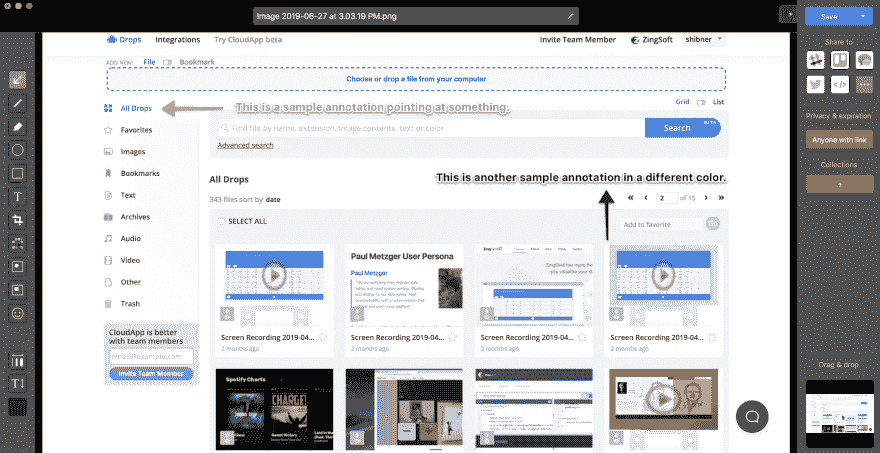 Image 2019-06-27 at 3.03.19 PM.png
Save
Drops Integrations Try CloudApp beta Invite Team Member ZingSoft shibner
Share to
ADD NEW: File Bookmark
Choose or drop a file from your computer
All Drops
This is a sample annotation pointing at something.
Grid List
Favorites
Find file by name, extension, image contents, text or color
Search
BETA
Advanced search
Images
Bookmarks
Text
Archives
Audio
Video
Other
Trash
Privacy & expiration
Anyone with link
Collections
+
All Drops
This is another sample annotation in a different color.
343 files sort by date
2 of 15
SELECT ALL
Add to favorite Go
Paul Metzger User Persona
Paul Metzger
Screen Recording 2019-04...
2 months ago
Screen Recording 2019-04...
2 months ago
Screen Recording 2019-04...
2 months ago
Screen Recording 2019-04...
2 months ago
CloudApp is better
with team members
email@example.com
Invite Team Member
Spotify Charts
CHARGE!
Drag & drop